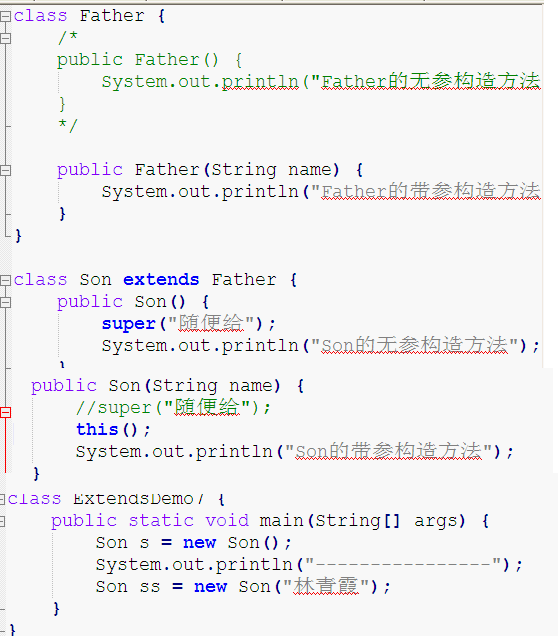 class Father {
/*
public Father() {
System.out.println("Father的无参构造方法
}
*/
public Father(String name) {
System.out.println("Father的带参构造方法
}
}
class Son extends Father {
public Son() {
super("随便给");
System.out.println("Son的无参构造方法");
}
public Son(String name) {
//super("随便给");
this();
System.out.println("Son的带参构造方法");
}
class ExtendsDemo7 {
public static void main(String[] args) {
Son s = new Son();
System.out.println("----------------");
Son ss = new Son("林青霞");
}
}